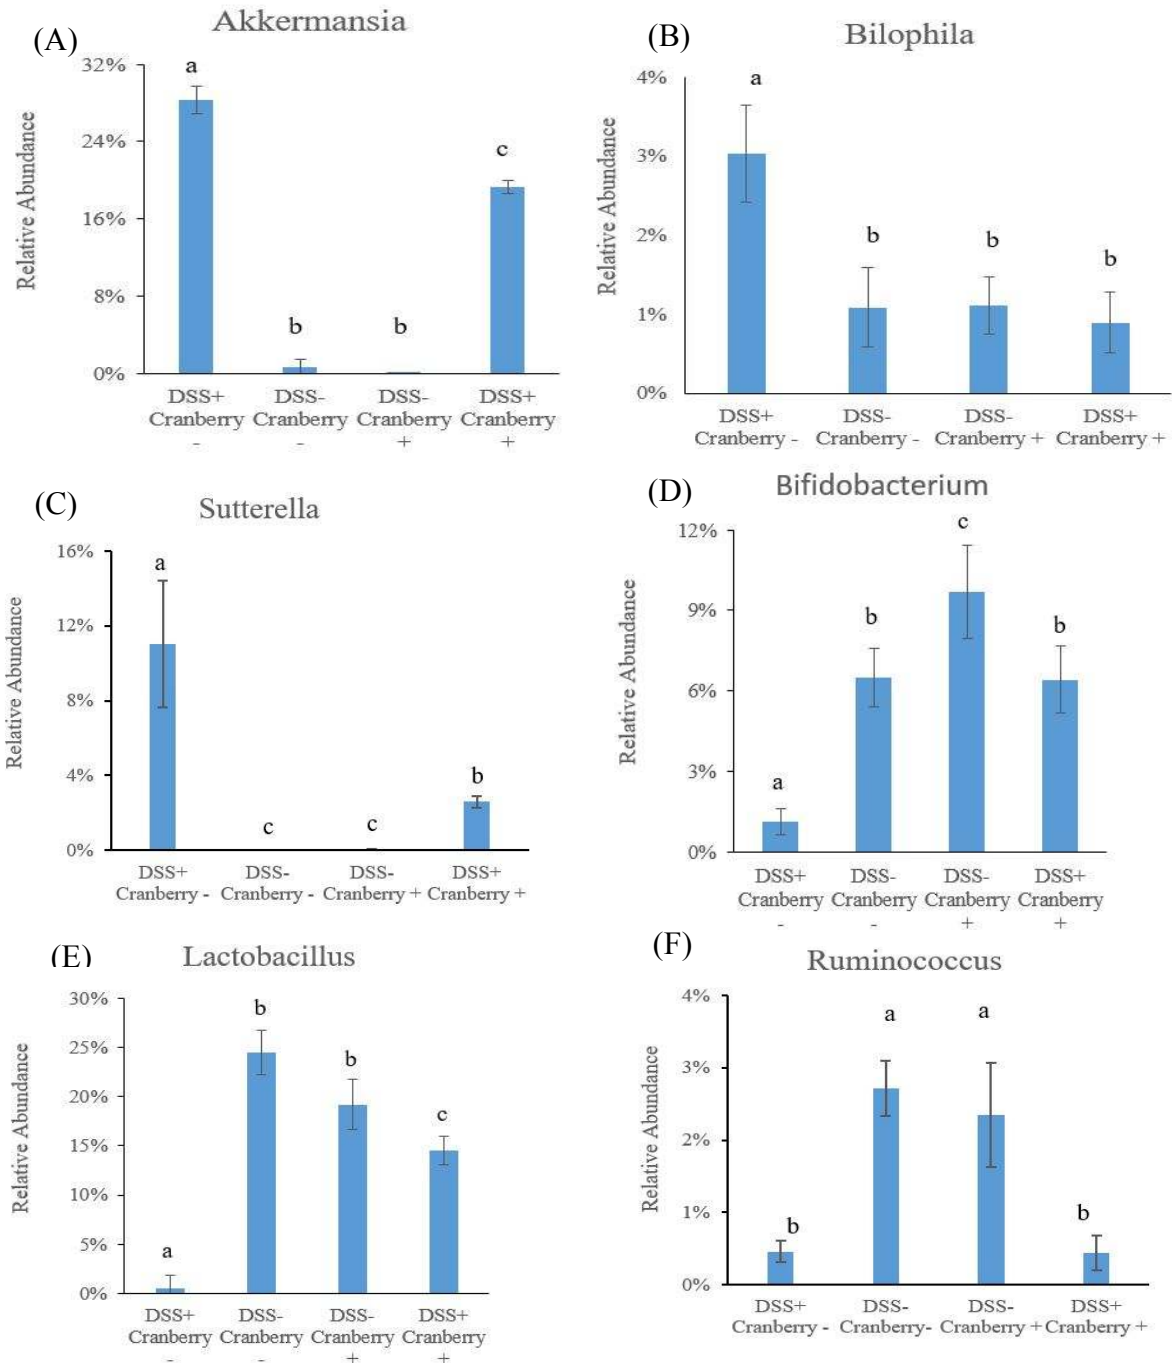 (A)
Akkermansia
Relative Abundance
32%
24%
16%
8%
0%
a
b
b
c
DSS+ DSS- DSS- DSS+
Cranberry Cranberry Cranberry Cranberry
- - + +
(B)
Bilophila
Relative Abundance
4%
3%
2%
1%
0%
a
b
b
b
DSS+ DSS- DSS- DSS+
Cranberry - Cranberry - Cranberry + Cranberry +
(C)
Sutterella
Relative Abundance
16%
12%
8%
4%
0%
a
c
c
b
DSS+ DSS- DSS- DSS+
Cranberry - Cranberry - Cranberry + Cranberry +
(D)
Bifidobacterium
Relative Abundance
12%
9%
6%
3%
0%
a
b
c
b
DSS+ DSS- DSS- DSS+
Cranberry Cranberry Cranberry Cranberry
- - + +
(E)
Lactobacillus
Relative Abundance
30%
25%
20%
15%
10%
5%
0%
a
b
b
c
DSS+ DSS- DSS- DSS+
Cranberry Cranberry Cranberry Cranberry
- - + +
(F)
Ruminococcus
Relative Abundance
4%
3%
2%
1%
0%
b
a
a
b
DSS+ DSS- DSS- DSS+
Cranberry - Cranberry- Cranberry + Cranberry +